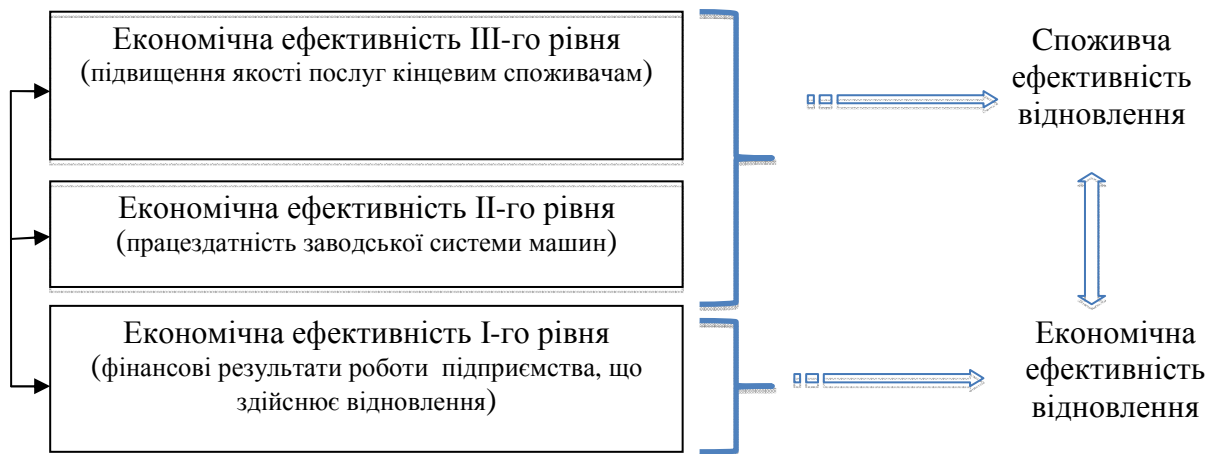 Економічна ефективність ІІІ-го рівня
(підвищення якості послуг кінцевим споживачам)
Споживча
ефективність
відновлення
Економічна ефективність ІІ-го рівня
(працездатність заводської системи машин)
Економічна ефективність І-го рівня
(фінансові результати роботи підприємства, що
здійснює відновлення)
Економічна
ефективність
відновлення